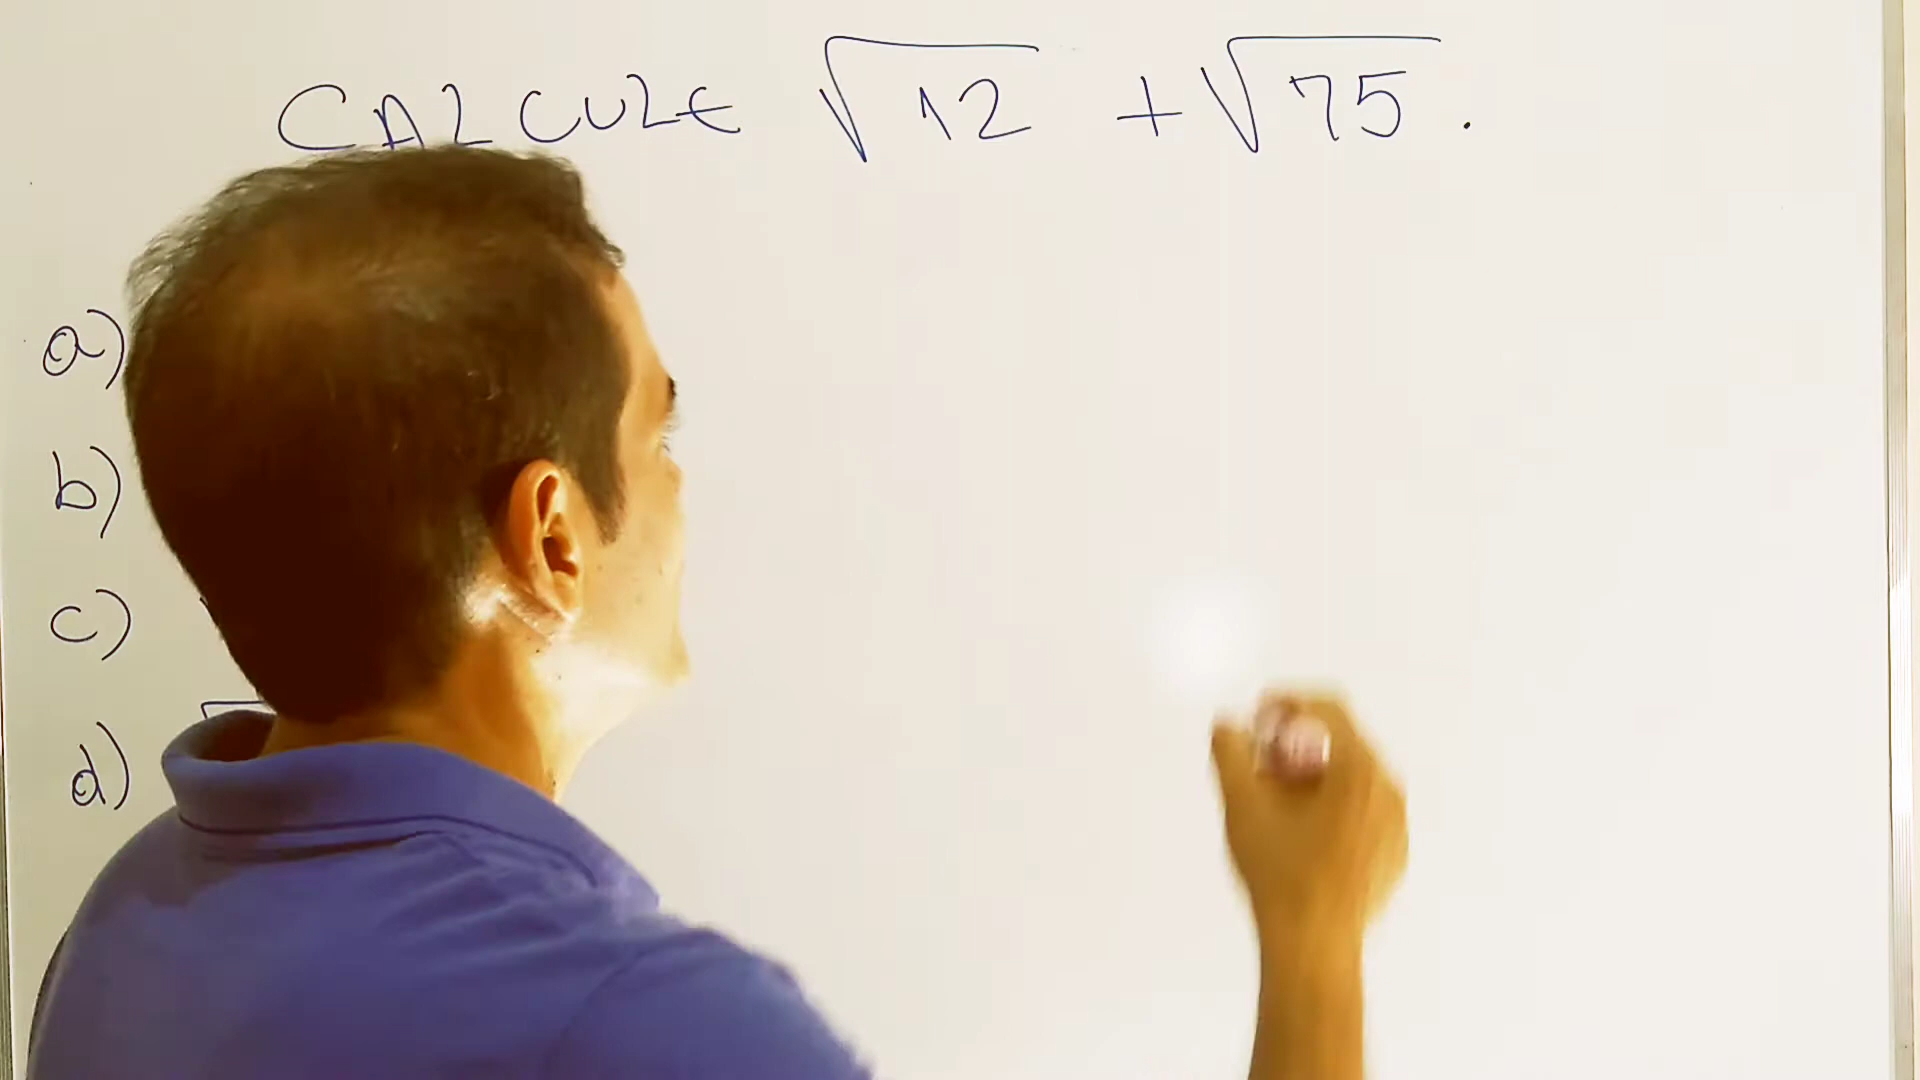 CALCULE √12 + √75.
a)
b)
c)
d)